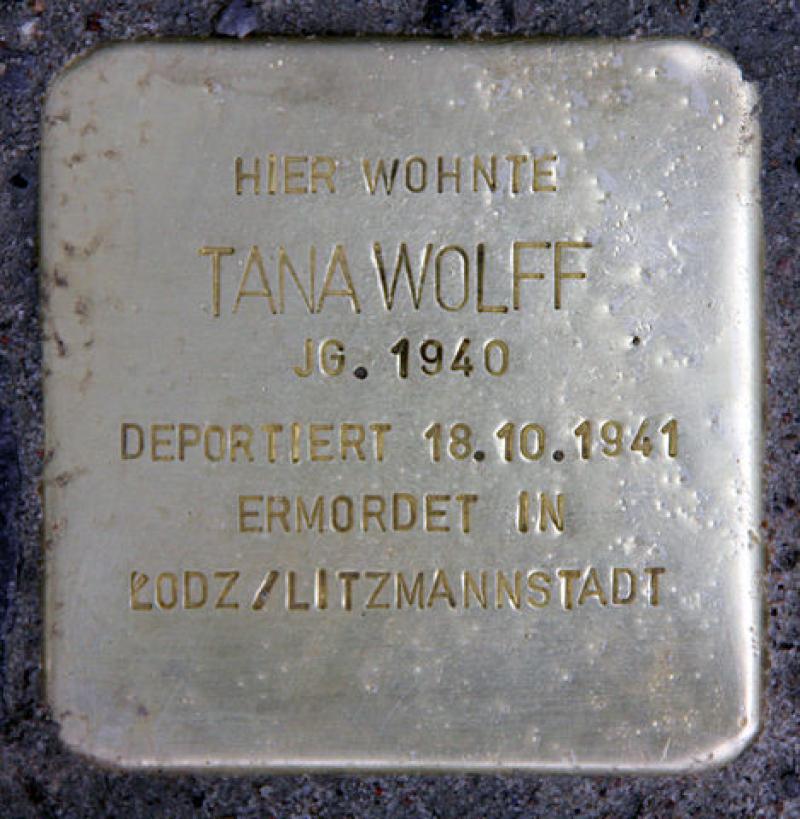 HIER WOHNTE
TANA WOLFF
JG. 1940
DEPORTIERT 18.10.1941
ERMORDET IN
ŁODZ/LITZMANNSTADT